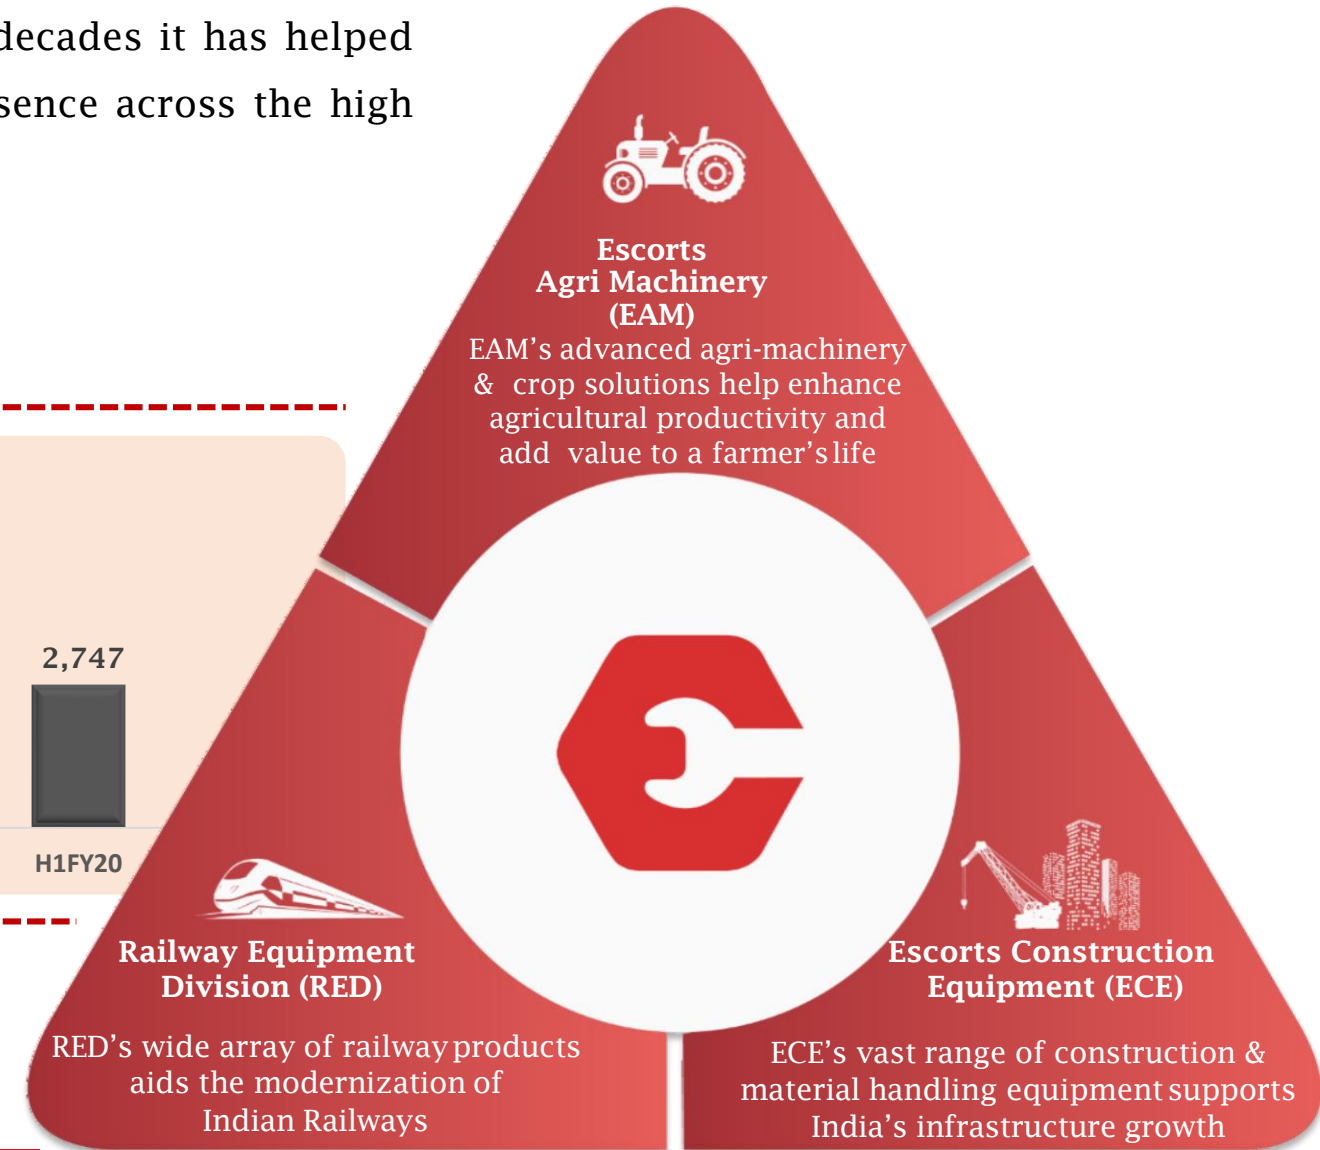 decades it has helped
sence across the high
Escorts
Agri Machinery
(EAM)
EAM’s advanced agri-machinery
& crop solutions help enhance
agricultural productivity and
add value to a farmer’s life
2,747
H1FY20
Railway Equipment
Division (RED)
RED’s wide array of railway products
aids the modernization of
Indian Railways
Escorts Construction
Equipment (ECE)
ECE’s vast range of construction &
material handling equipment supports
India’s infrastructure growth